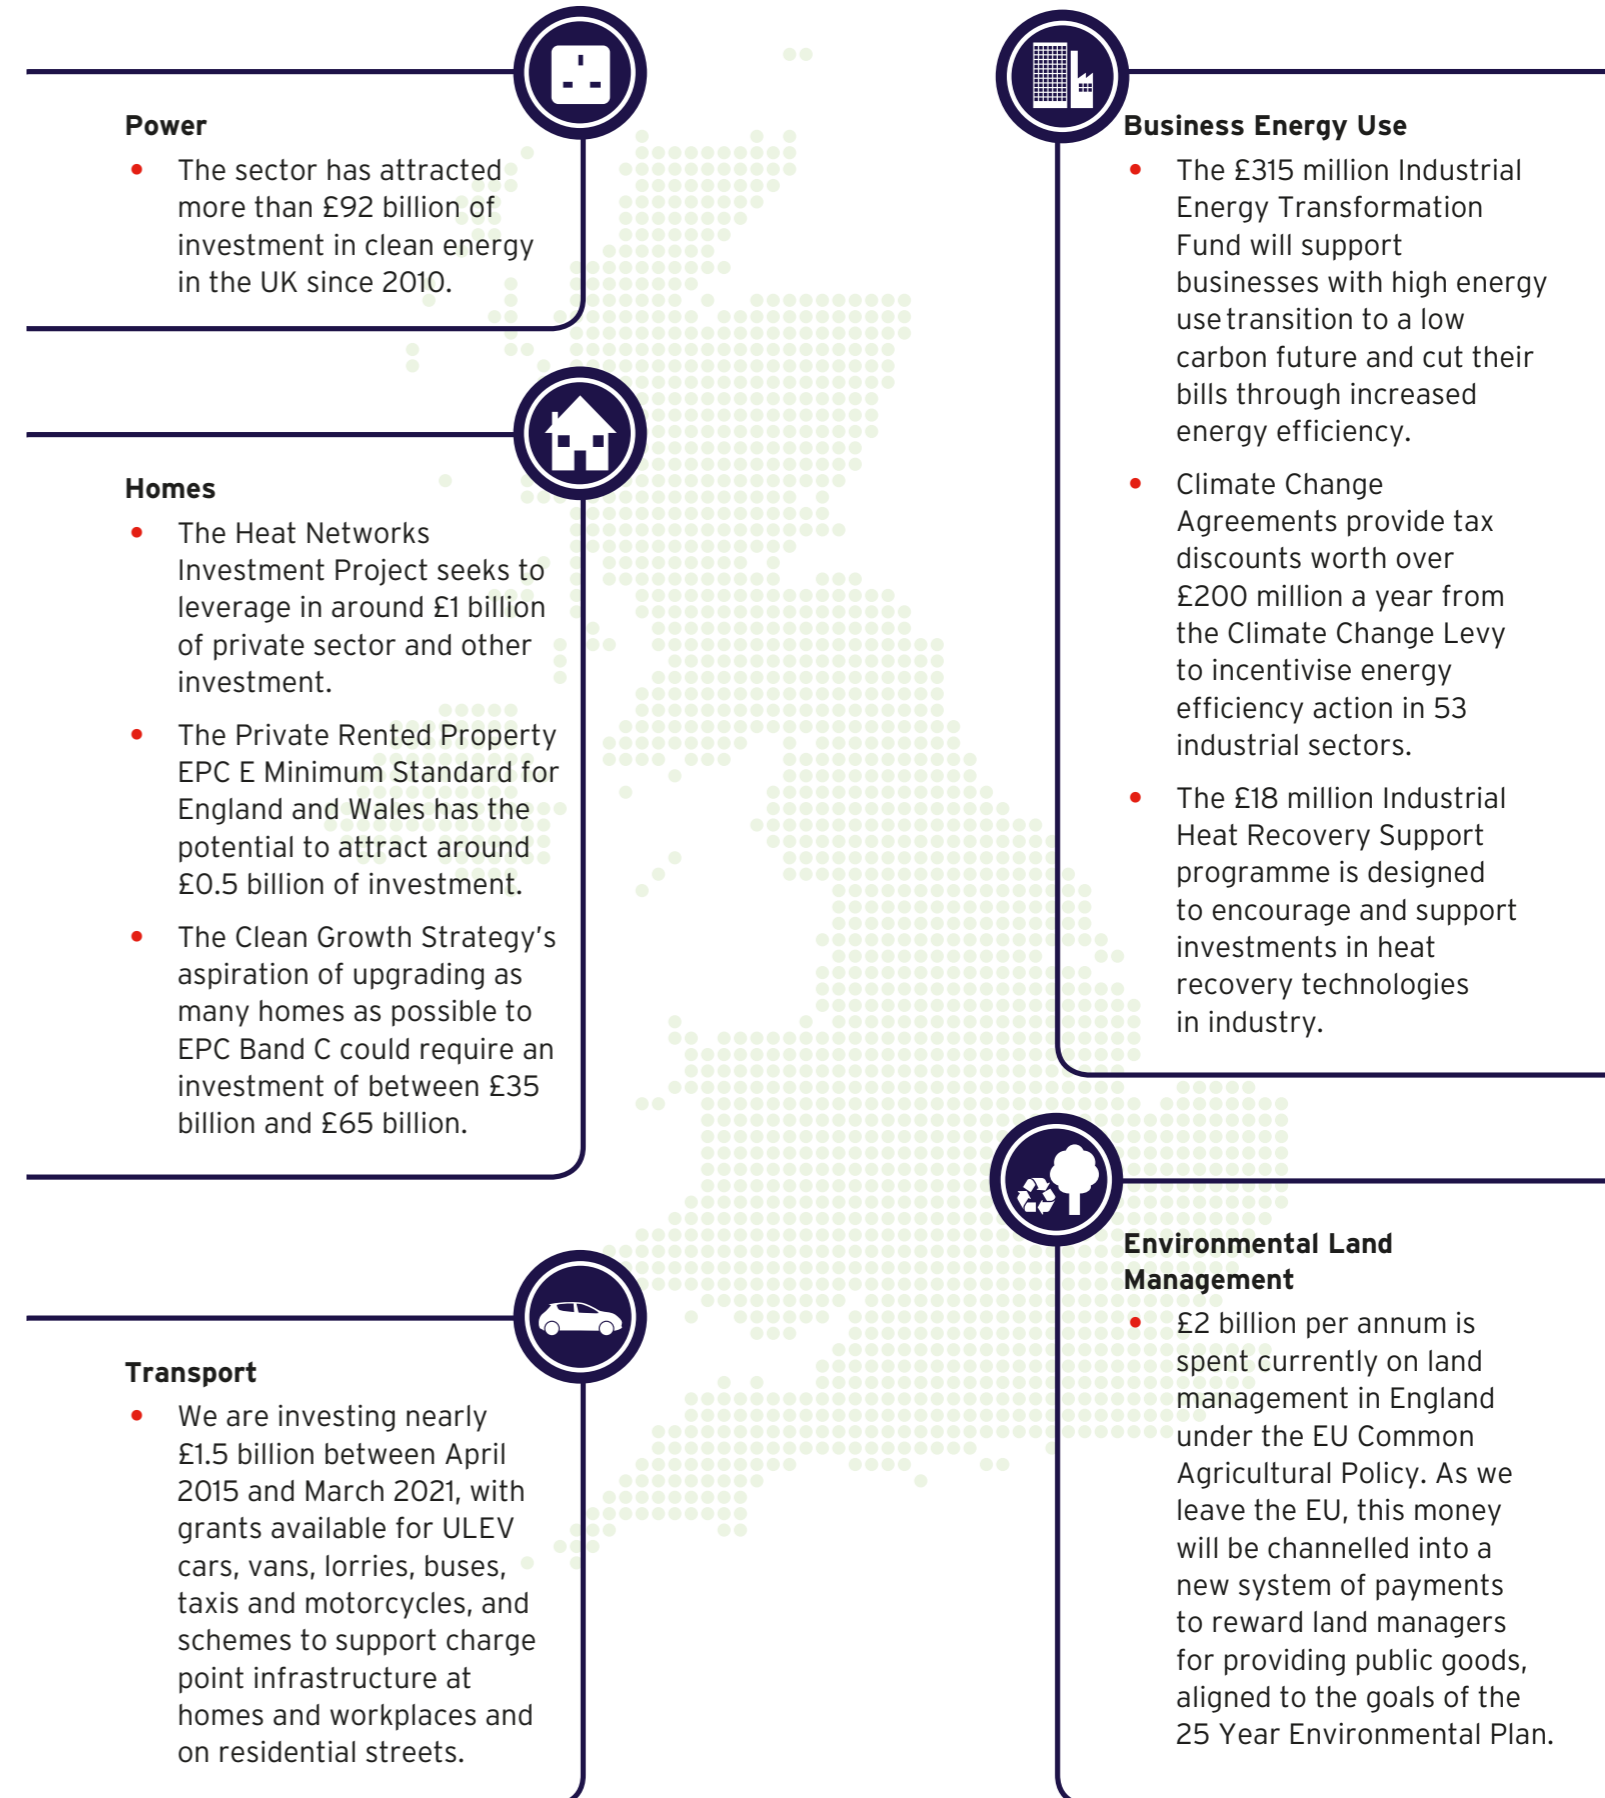 Power
• The sector has attracted
more than £92 billion of
investment in clean energy
in the UK since 2010.
Homes
• The Heat Networks
Investment Project seeks to
leverage in around £1 billion
of private sector and other
investment.
• The Private Rented Property
EPC E Minimum Standard for
England and Wales has the
potential to attract around
£0.5 billion of investment.
• The Clean Growth Strategy’s
aspiration of upgrading as
many homes as possible to
EPC Band C could require an
investment of between £35
billion and £65 billion.
Transport
• We are investing nearly
£1.5 billion between April
2015 and March 2021, with
grants available for ULEV
cars, vans, lorries, buses,
taxis and motorcycles, and
schemes to support charge
point infrastructure at
homes and workplaces and
on residential streets.
Business Energy Use
• The £315 million Industrial
Energy Transformation
Fund will support
businesses with high energy
use transition to a low
carbon future and cut their
bills through increased
energy efficiency.
• Climate Change
Agreements provide tax
discounts worth over
£200 million a year from
the Climate Change Levy
to incentivise energy
efficiency action in 53
industrial sectors.
• The £18 million Industrial
Heat Recovery Support
programme is designed
to encourage and support
investments in heat
recovery technologies
in industry.
Environmental Land
Management
• £2 billion per annum is
spent currently on land
management in England
under the EU Common
Agricultural Policy. As we
leave the EU, this money
will be channelled into a
new system of payments
to reward land managers
for providing public goods,
aligned to the goals of the
25 Year Environmental Plan.